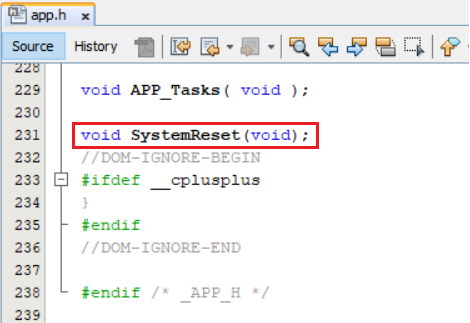 app.h x
Source History
228
229 void APP_Tasks( void );
230
231 void SystemReset(void);
232 //DOM-IGNORE-BEGIN
233 #ifdef __cplusplus
234 }
235 #endif
236 //DOM-IGNORE-END
237
238 #endif /* _APP_H */
239